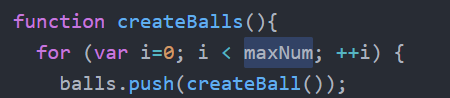 function createBalls(){
for (var i=0; i < maxNum; ++i) {
balls.push(createBall());